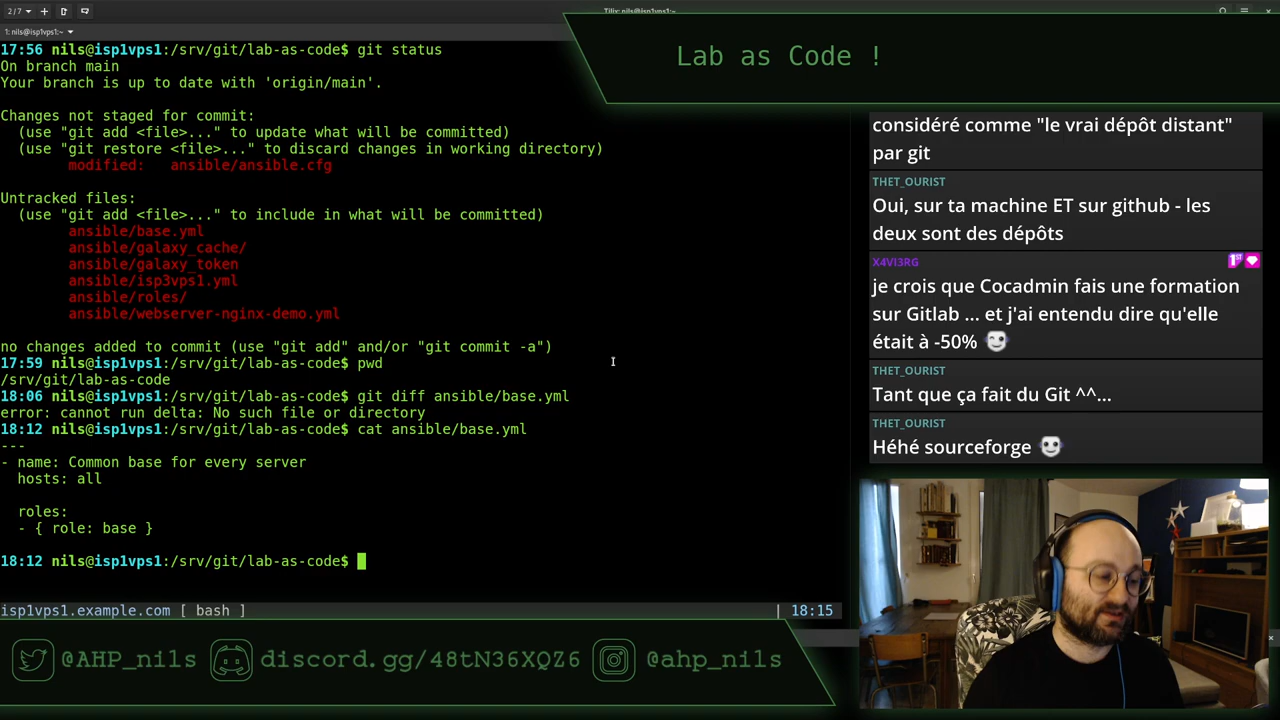 2/7
Tilix: nils@isp1vps1:~
1: nils@isp1vps1:~
17:56 nils@isp1vps1:/srv/git/lab-as-code$ git status
On branch main
Your branch is up to date with 'origin/main'.
Changes not staged for commit:
(use "git add <file>..." to update what will be committed)
(use "git restore <file>..." to discard changes in working directory)
modified: ansible/ansible.cfg
Untracked files:
(use "git add <file>..." to include in what will be committed)
ansible/base.yml
ansible/galaxy_cache/
ansible/galaxy_token
ansible/isp3vps1.yml
ansible/roles/
ansible/webserver-nginx-demo.yml
no changes added to commit (use "git add" and/or "git commit -a")
17:59 nils@isp1vps1:/srv/git/lab-as-code$ pwd
/srv/git/lab-as-code
18:06 nils@isp1vps1:/srv/git/lab-as-code$ git diff ansible/base.yml
error: cannot run delta: No such file or directory
18:12 nils@isp1vps1:/srv/git/lab-as-code$ cat ansible/base.yml
---
- name: Common base for every server
hosts: all
roles:
- { role: base }
18:12 nils@isp1vps1:/srv/git/lab-as-code$
isp1vps1.example.com [ bash ] | 18:15
Lab as Code !
considéré comme "le vrai dépôt distant"
par git
THET_OURIST
Oui, sur ta machine ET sur github - les
deux sont des dépôts
X4VI3RG
je crois que Cocadmin fais une formation
sur Gitlab ... et j'ai entendu dire qu'elle
était à -50%
THET_OURIST
Tant que ça fait du Git ^^...
THET_OURIST
Héhé sourceforge
@AHP_nils discord.gg/48tN36XQZ6 @ahp_nils